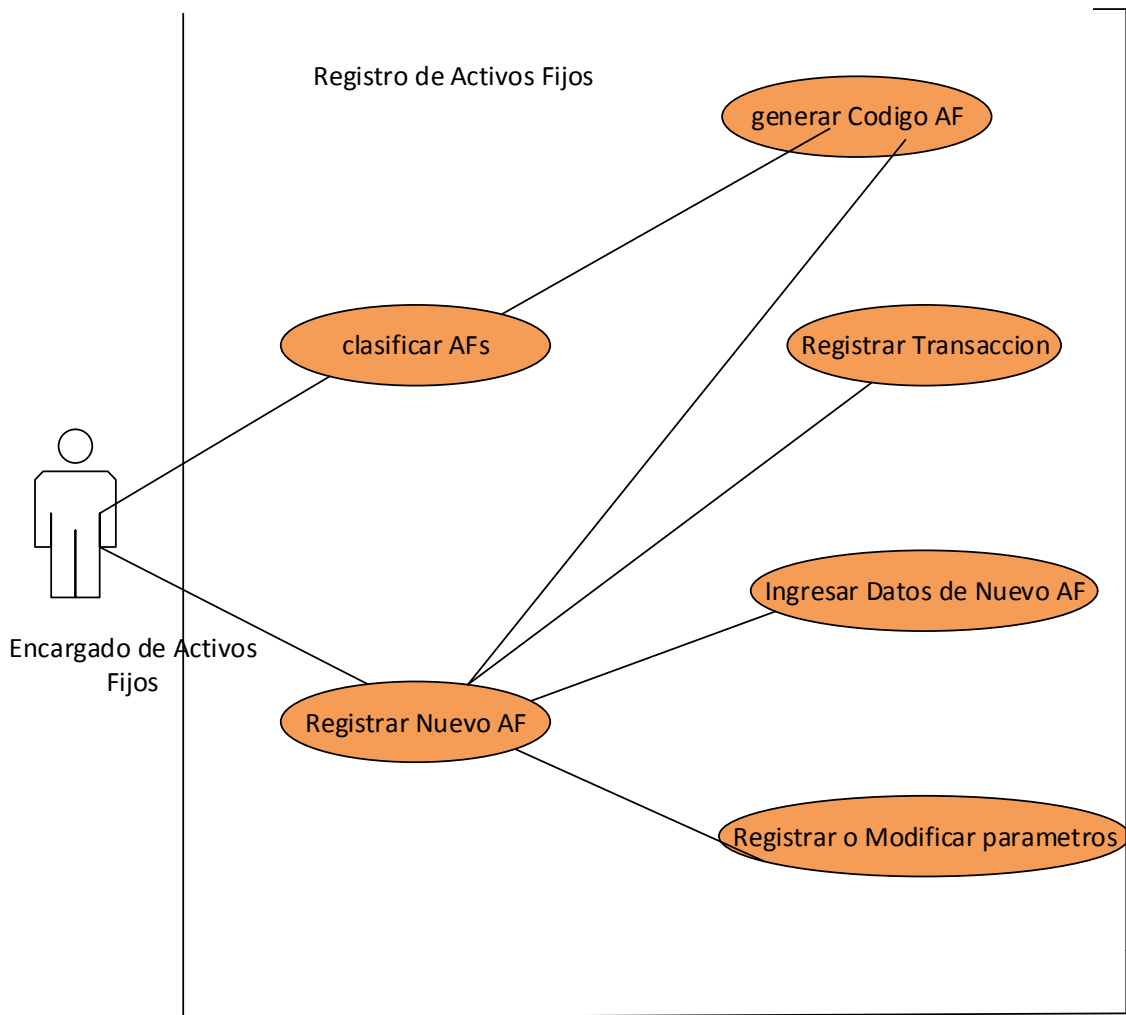 Registro de Activos Fijos
generar Codigo AF
clasificar AFs
Registrar Transaccion
Ingresar Datos de Nuevo AF
Encargado de Activos
Fijos
Registrar Nuevo AF
Registrar o Modificar parametros